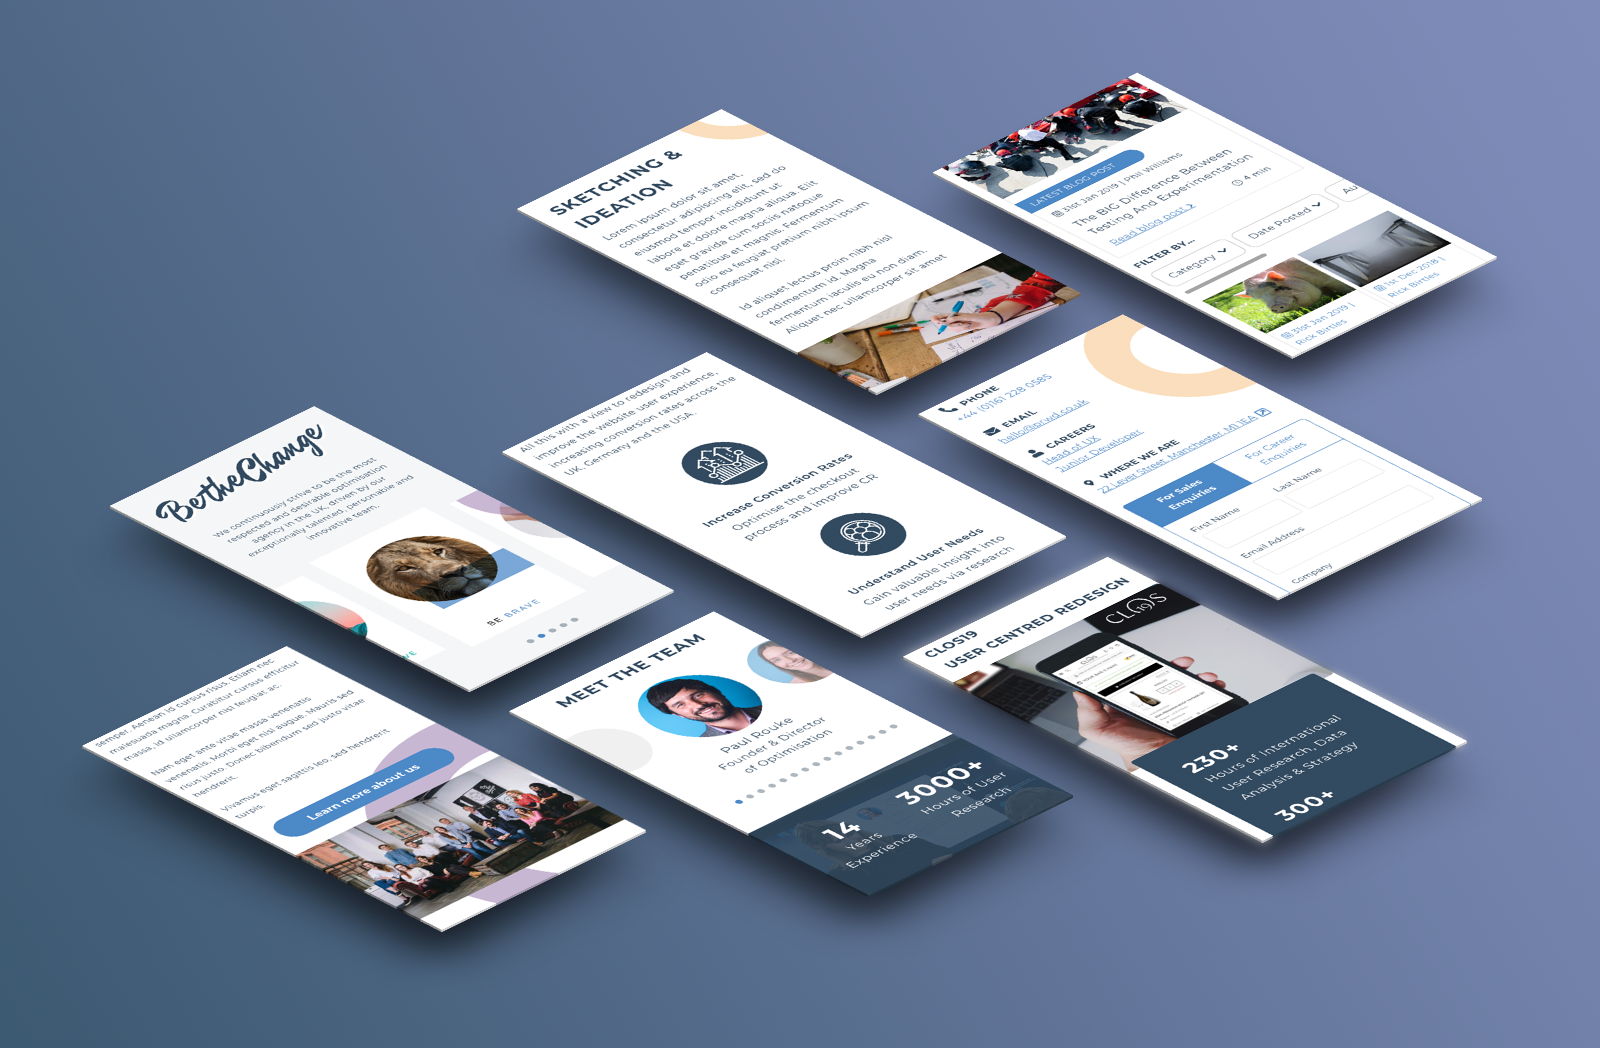 SKETCHING &
IDEATION
Lorem ipsum dolor sit amet,
consectetur adipiscing elit, sed do
eiusmod tempor incididunt ut
labore et dolore magna aliqua. Elit
eget gravida cum sociis natoque
penatibus et magnis. Fermentum
odio eu feugiat pretium nibh ipsum
consequat nisl.
Id aliquet lectus proin nibh nisl
condimentum id. Magna
fermentum iaculis eu non diam.
Aliquet nec ullamcorper sit amet
LATEST BLOG POST
31st Jan 2019 | Phil Williams
The BIG Difference Between
Testing And Experimentation
Read blog post
4 min
FILTER BY...
Category
Date Posted
Au
31st Jan 2019 |
Rick Birtles
1st Dec 2018 |
Rick Birtles
Be the Change
We continuously strive to be the most
respected and desirable optimisation
agency in the UK, driven by our
exceptionally talented, personable and
innovative team.
BE BRAVE
VE
All this with a view to redesign and
improve the website user experience,
increasing conversion rates across the
UK, Germany and the USA.
Increase Conversion Rates
Optimise the checkout
process and improve CR
Understand User Needs
Gain valuable insight into
user needs via research
PHONE
+44 (0)161 228 0585
EMAIL
hello@prwd.co.uk
CAREERS
Head of UX
Junior Developer
WHERE WE ARE
22 Lever Street, Manchester, M1 1EA
For Sales
Enquiries
For Career
Enquiries
First Name
Last Name
Email Address
Company
semper. Aenean id cursus risus. Etiam nec
malesuada magna. Curabitur cursus efficitur
massa, id ullamcorper nisl feugiat ac.
Nam eget ante vitae massa venenatis
venenatis. Morbi eget nisi augue. Mauris sed
risus justo. Donec bibendum sed justo vitae
hendrerit.
Vivamus eget sagittis leo, sed hendrerit
turpis.
Learn more about us
MEET THE TEAM
Paul Rouke
Founder & Director
of Optimisation
14
Years
Experience
3000+
Hours of User
Research
CLOS19
USER CENTRED REDESIGN
CLOS
19
230+
Hours of International
User Research, Data
Analysis & Strategy
300+